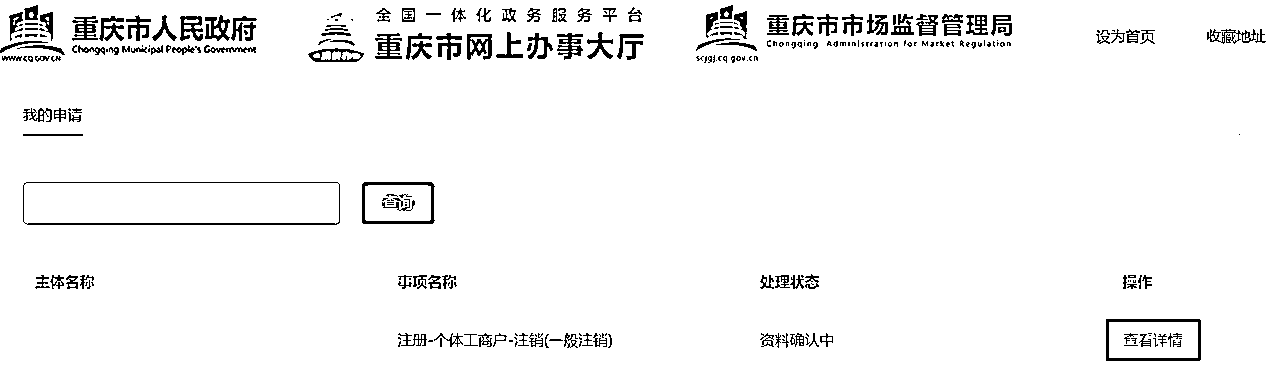 重庆市人民政府
Chongqing Municipal People's Government
WWW.CQ.GOV.CN
全国一体化政务服务平台
重庆市网上办事大厅
重庆市市场监督管理局
Chongqing Administration for Market Regulation
scjgj.cq.gov.cn
设为首页 收藏地址
我的申请
查询
主体名称 事项名称 处理状态 操作
注册-个体工商户-注销(一般注销) 资料确认中 查看详情